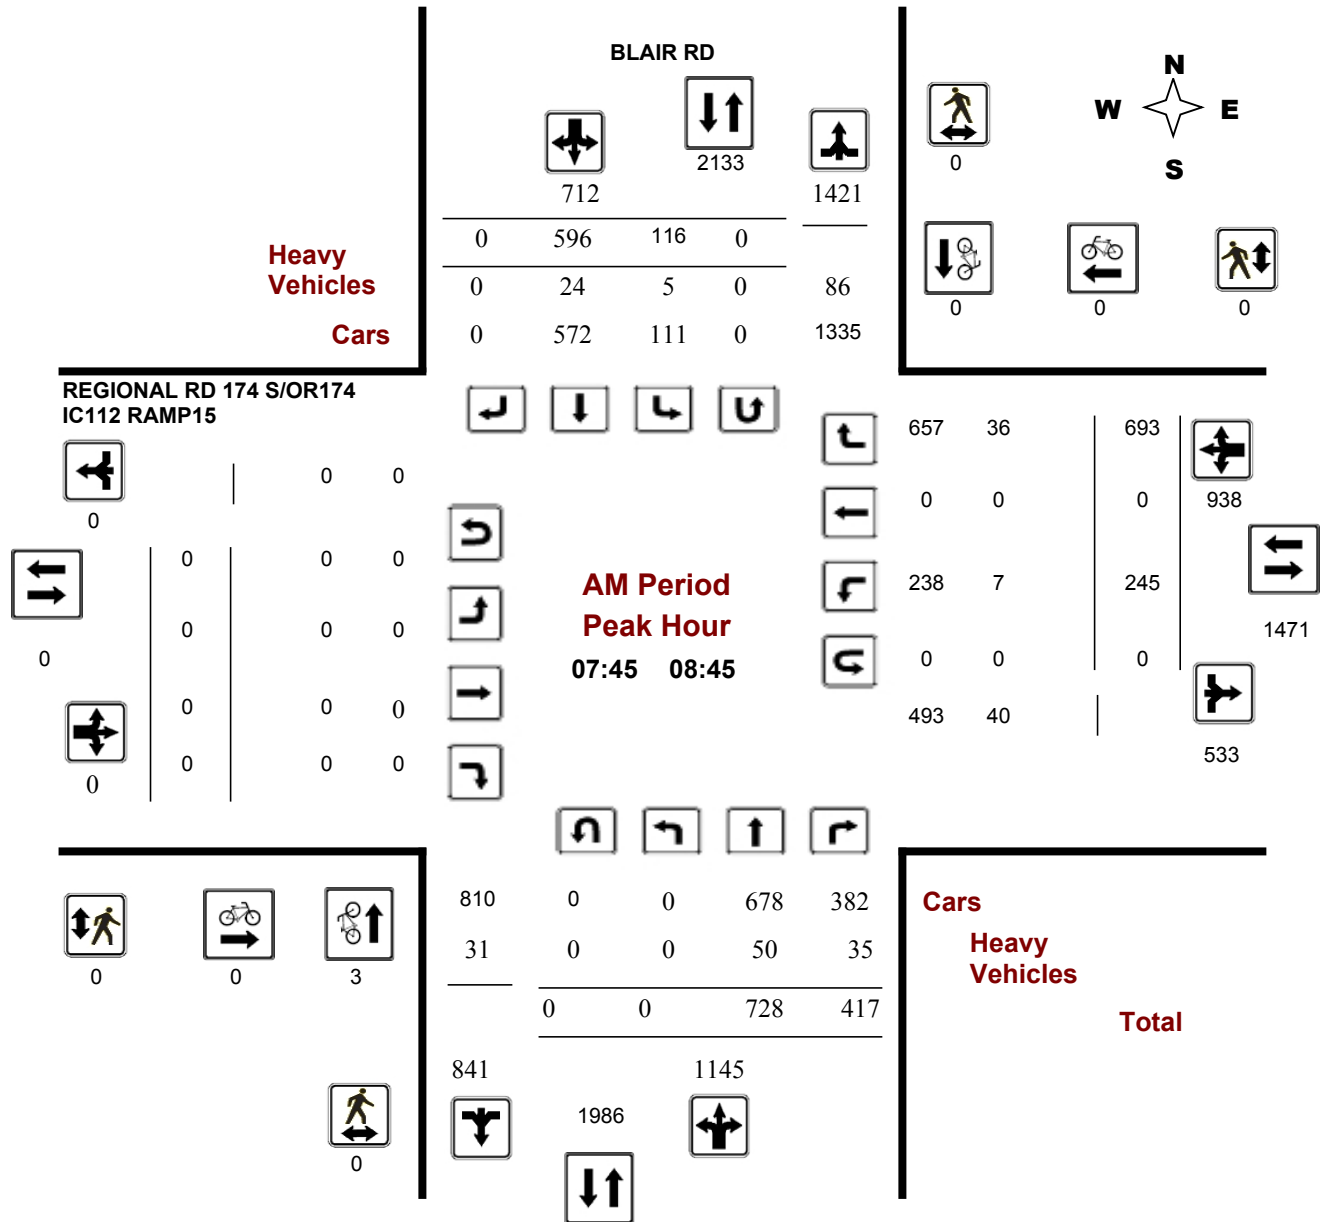 BLAIR RD
N
W E
S
2133
0
712 1421
0 596 116 0
Heavy
Vehicles
0 24 5 0 86
0 0 0
Cars
0 572 111 0 1335
REGIONAL RD 174 S/OR174
IC112 RAMP15
657 36 693
0 0
0
0 0 0
938
0 0 0
AM Period
Peak Hour
07:45 08:45
238 7 245
0 0 0
1471
0
0 0 0
0 0 0
493 40
533
0 0 0
0
810 0 0 678 382
Cars
31 0 0 50 35
Heavy
Vehicles
0 0 3
0 0 728 417
Total
841 1145
1986
0